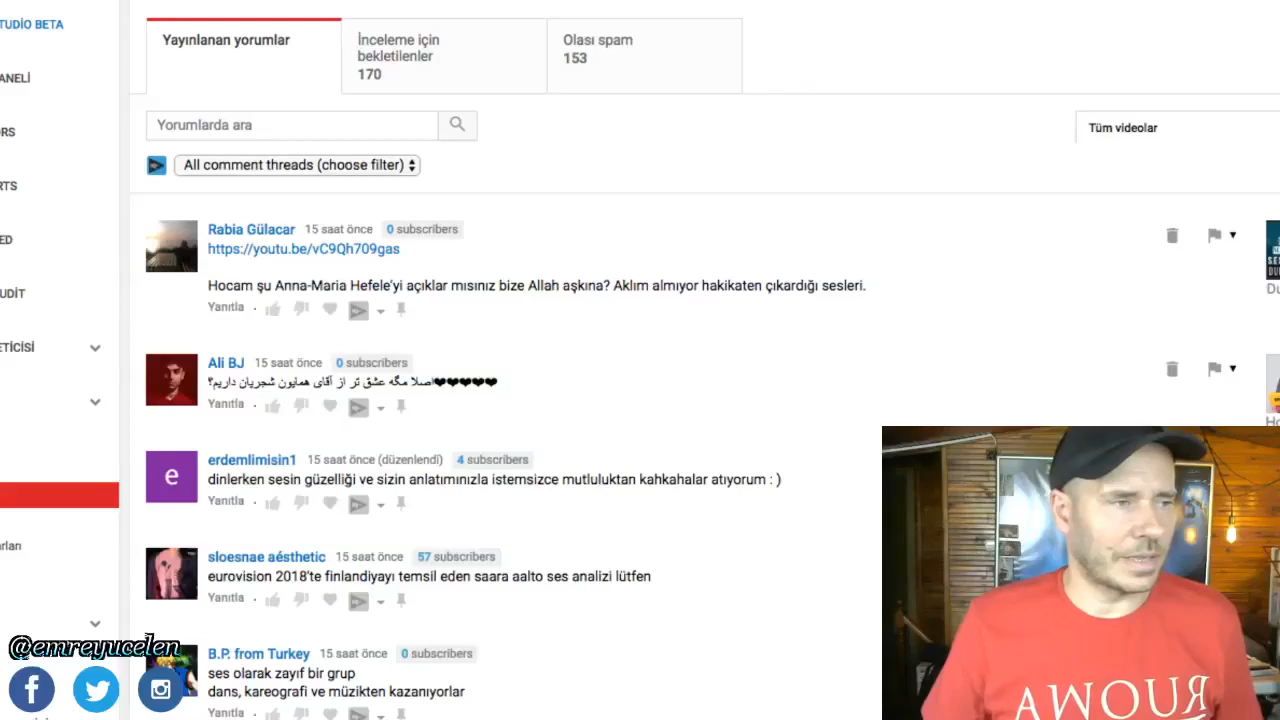 TUDİO BETA
ANELİ
ORS
RTS
ED
UDİT
ETİCİSİ
arları
Yayınlanan yorumlar
İnceleme için
bekletilenler
170
Olası spam
153
Yorumlarda ara
Tüm videolar
All comment threads (choose filter)
Rabia Gülacar 15 saat önce 0 subscribers
https://youtu.be/vC9Qh709gas
Hocam şu Anna-Maria Hefele'yi açıklar mısınız bize Allah aşkına? Aklım almıyor hakikaten çıkardığı sesleri.
Yanıtla
Ali BJ 15 saat önce 0 subscribers
اصلا مگه عشق تر از آقای همایون شجریان داریم؟❤❤❤❤❤
Yanıtla
erdemlimisin1 15 saat önce (düzenlendi) 4 subscribers
e
dinlerken sesin güzelliği ve sizin anlatımınızla istemsizce mutluluktan kahkahalar atıyorum : )
Yanıtla
sloesnae aésthetic 15 saat önce 57 subscribers
eurovision 2018'te finlandiyayı temsil eden saara aalto ses analizi lütfen
Yanıtla
B.P. from Turkey 15 saat önce 0 subscribers
ses olarak zayıf bir grup
dans, kareografi ve müzikten kazanıyorlar
Yanıtla
@emreyucelen